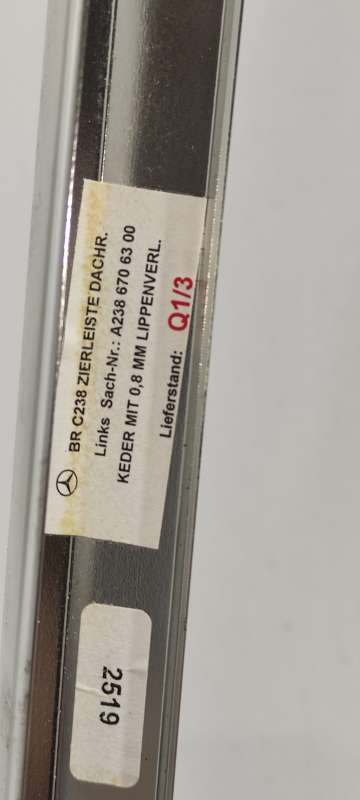 BR C238 ZIERLEISTE DACHR.
Links Sach-Nr.: A238 670 63 00
KEDER MIT 0,8 MM LIPPENVERL.
Lieferstand: Q1/3
2519